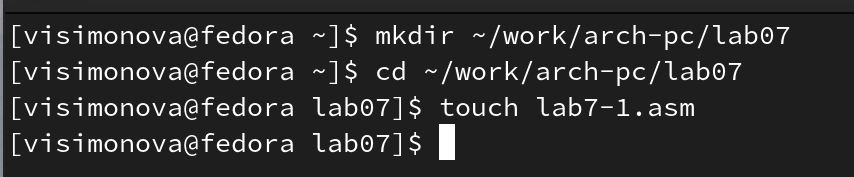 [visimonova@fedora ~]$ mkdir ~/work/arch-pc/lab07
[visimonova@fedora ~]$ cd ~/work/arch-pc/lab07
[visimonova@fedora lab07]$ touch lab7-1.asm
[visimonova@fedora lab07]$